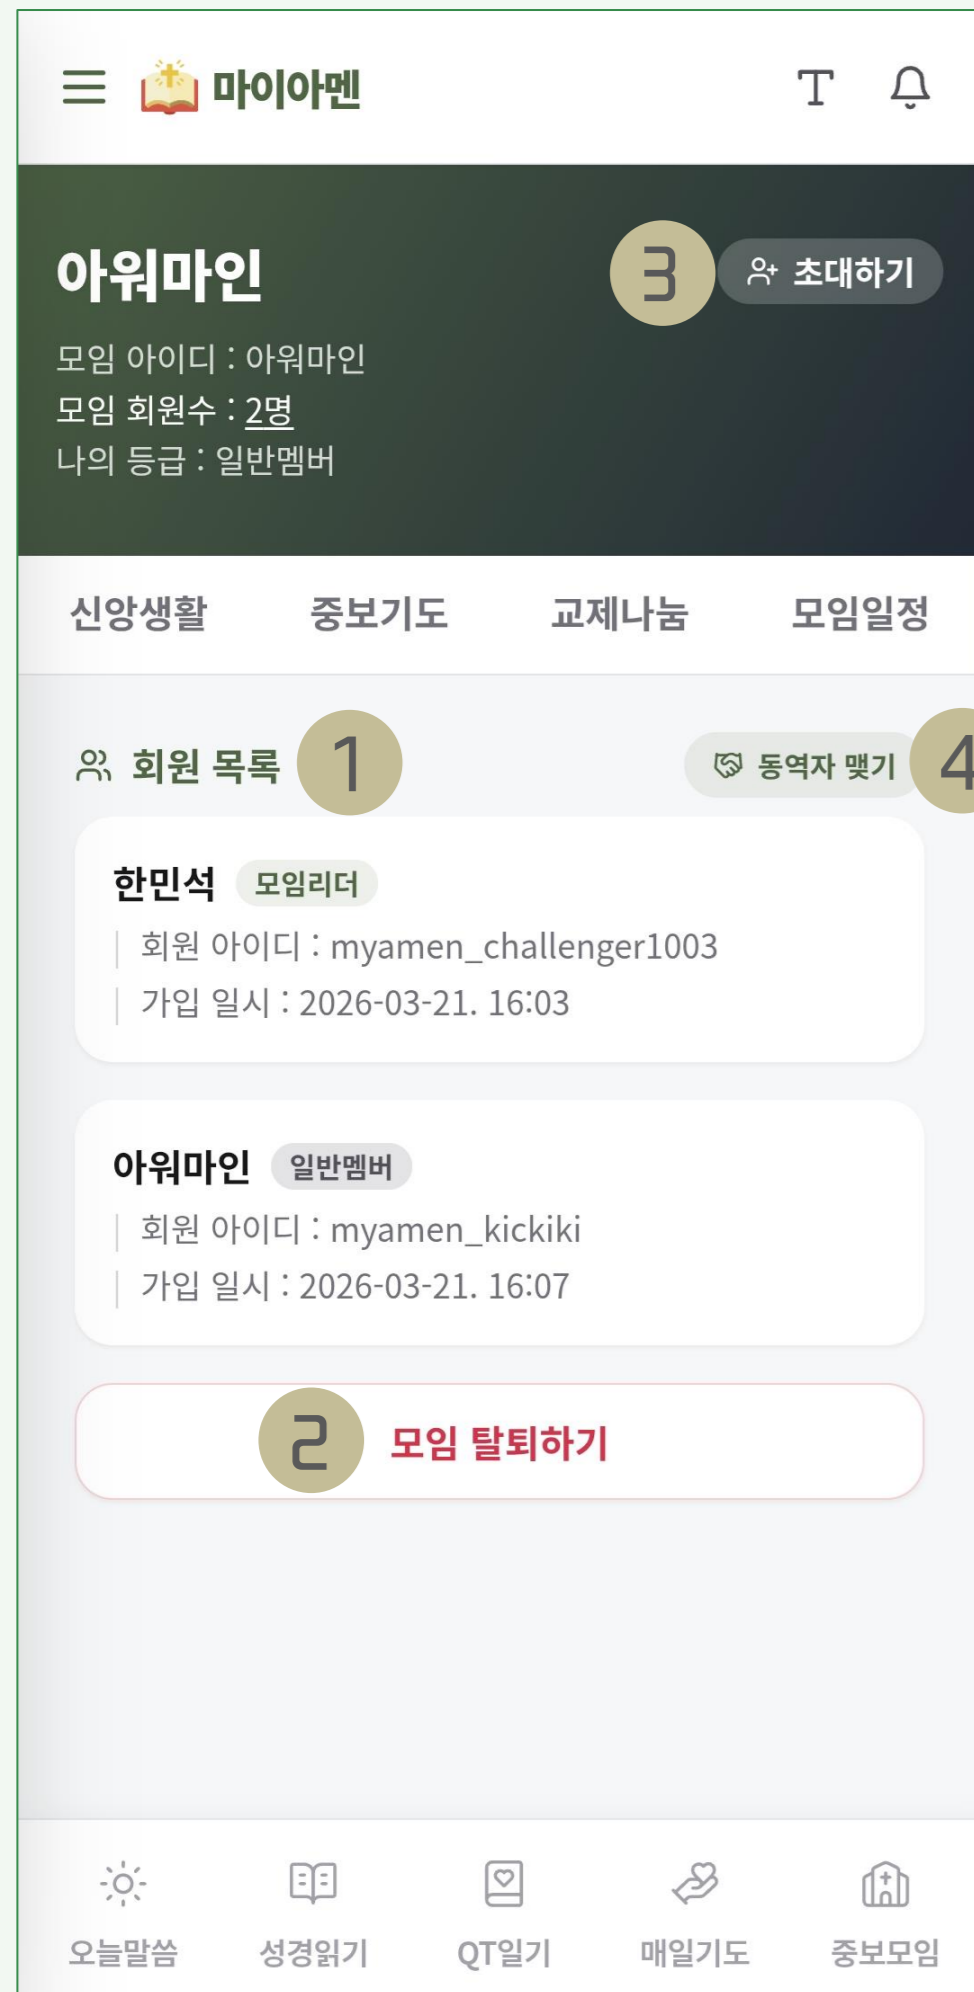 마이아멘 T
아워마인 3 초대하기
모임 아이디 : 아워마인
모임 회원수 : 2명
나의 등급 : 일반멤버
신앙생활 중보기도 교제나눔 모임일정
회원 목록 1 동역자 맺기 4
한민석 모임리더
회원 아이디 : myamen_challenger1003
가입 일시 : 2026-03-21. 16:03
아워마인 일반멤버
회원 아이디 : myamen_kickiki
가입 일시 : 2026-03-21. 16:07
2 모임 탈퇴하기
오늘말씀 성경읽기 QT일기 매일기도 중보모임